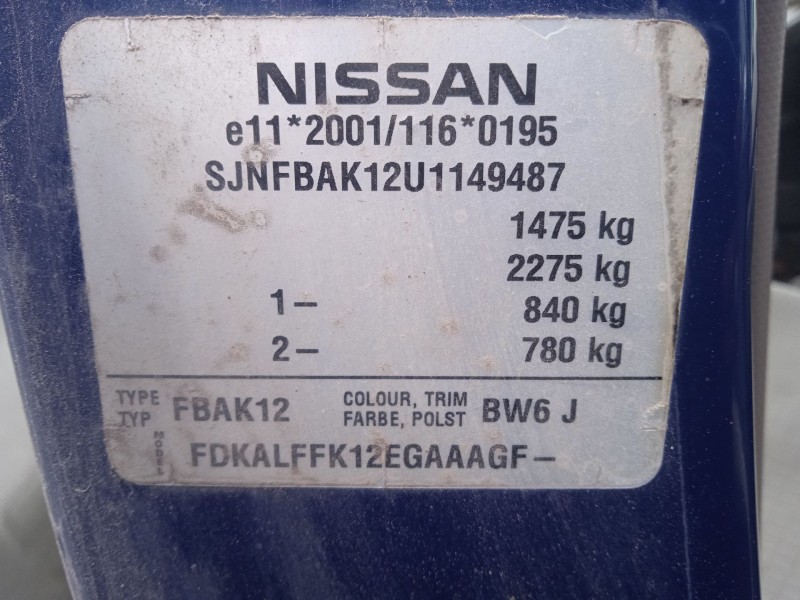 NISSAN
e11*2001/116*0195
SJNFBAK12U1149487
1475 kg
2275 kg
1- 840 kg
2- 780 kg
TYPE
TYP FBAK12 COLOUR, TRIM
FARBE, POLST BW6 J
MODEL FDKALFFK12EGAAAGF-